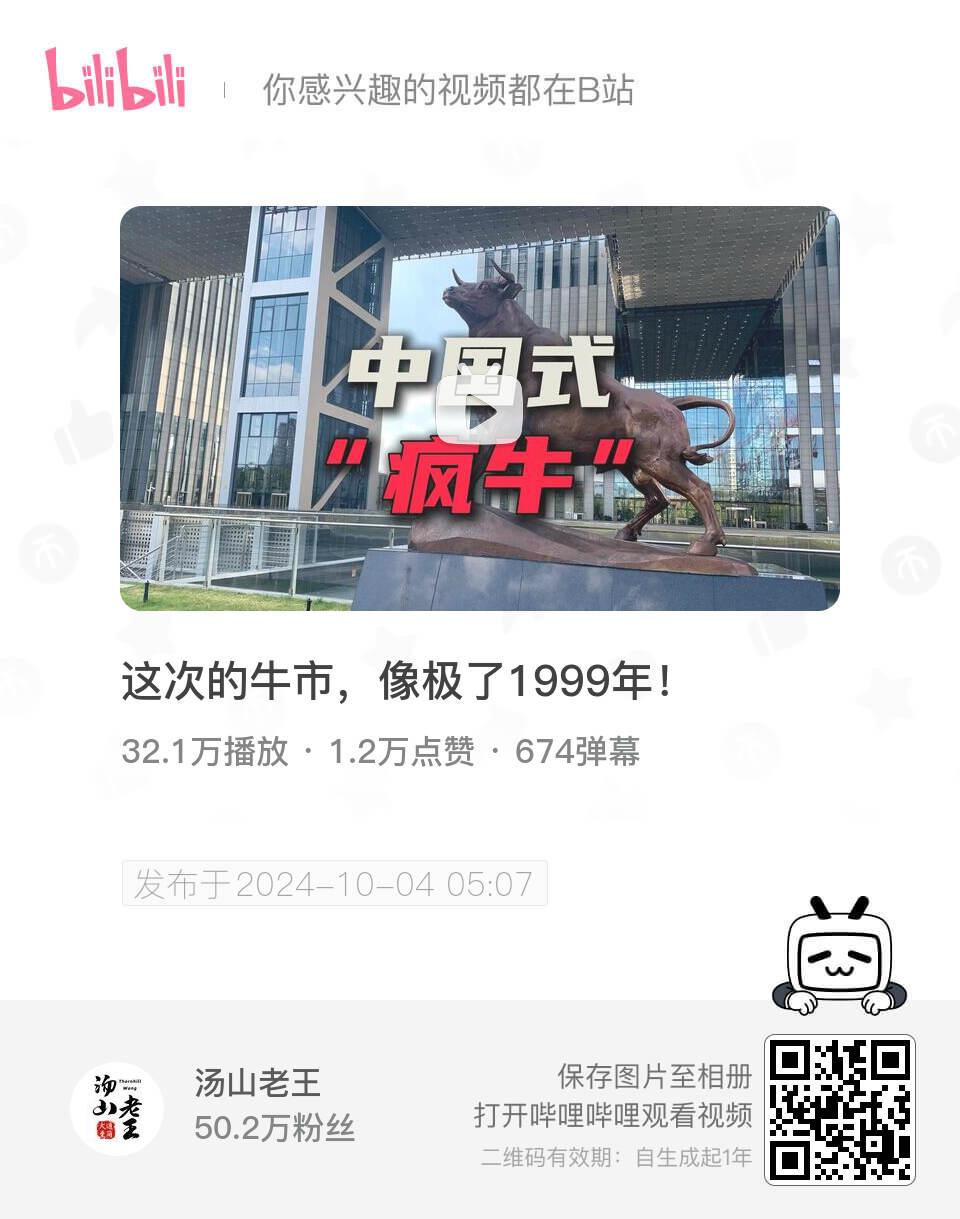 bilibili
你感兴趣的视频都在B站
中国式
“疯牛”
这次的牛市，像极了1999年！
32.1万播放 · 1.2万点赞 · 674弹幕
发布于2024-10-04 05:07
汤山老王
Thornhill
Wang
汤山老王
50.2万粉丝
保存图片至相册
打开哔哩哔哩观看视频
二维码有效期：自生成起1年